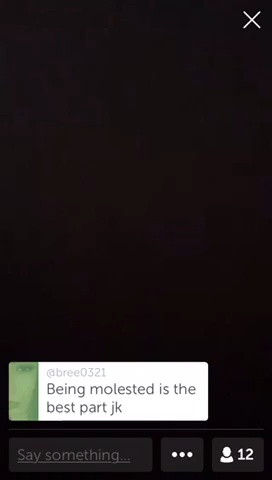 @bree0321
Being molested is the
best part jk
Say something...
12